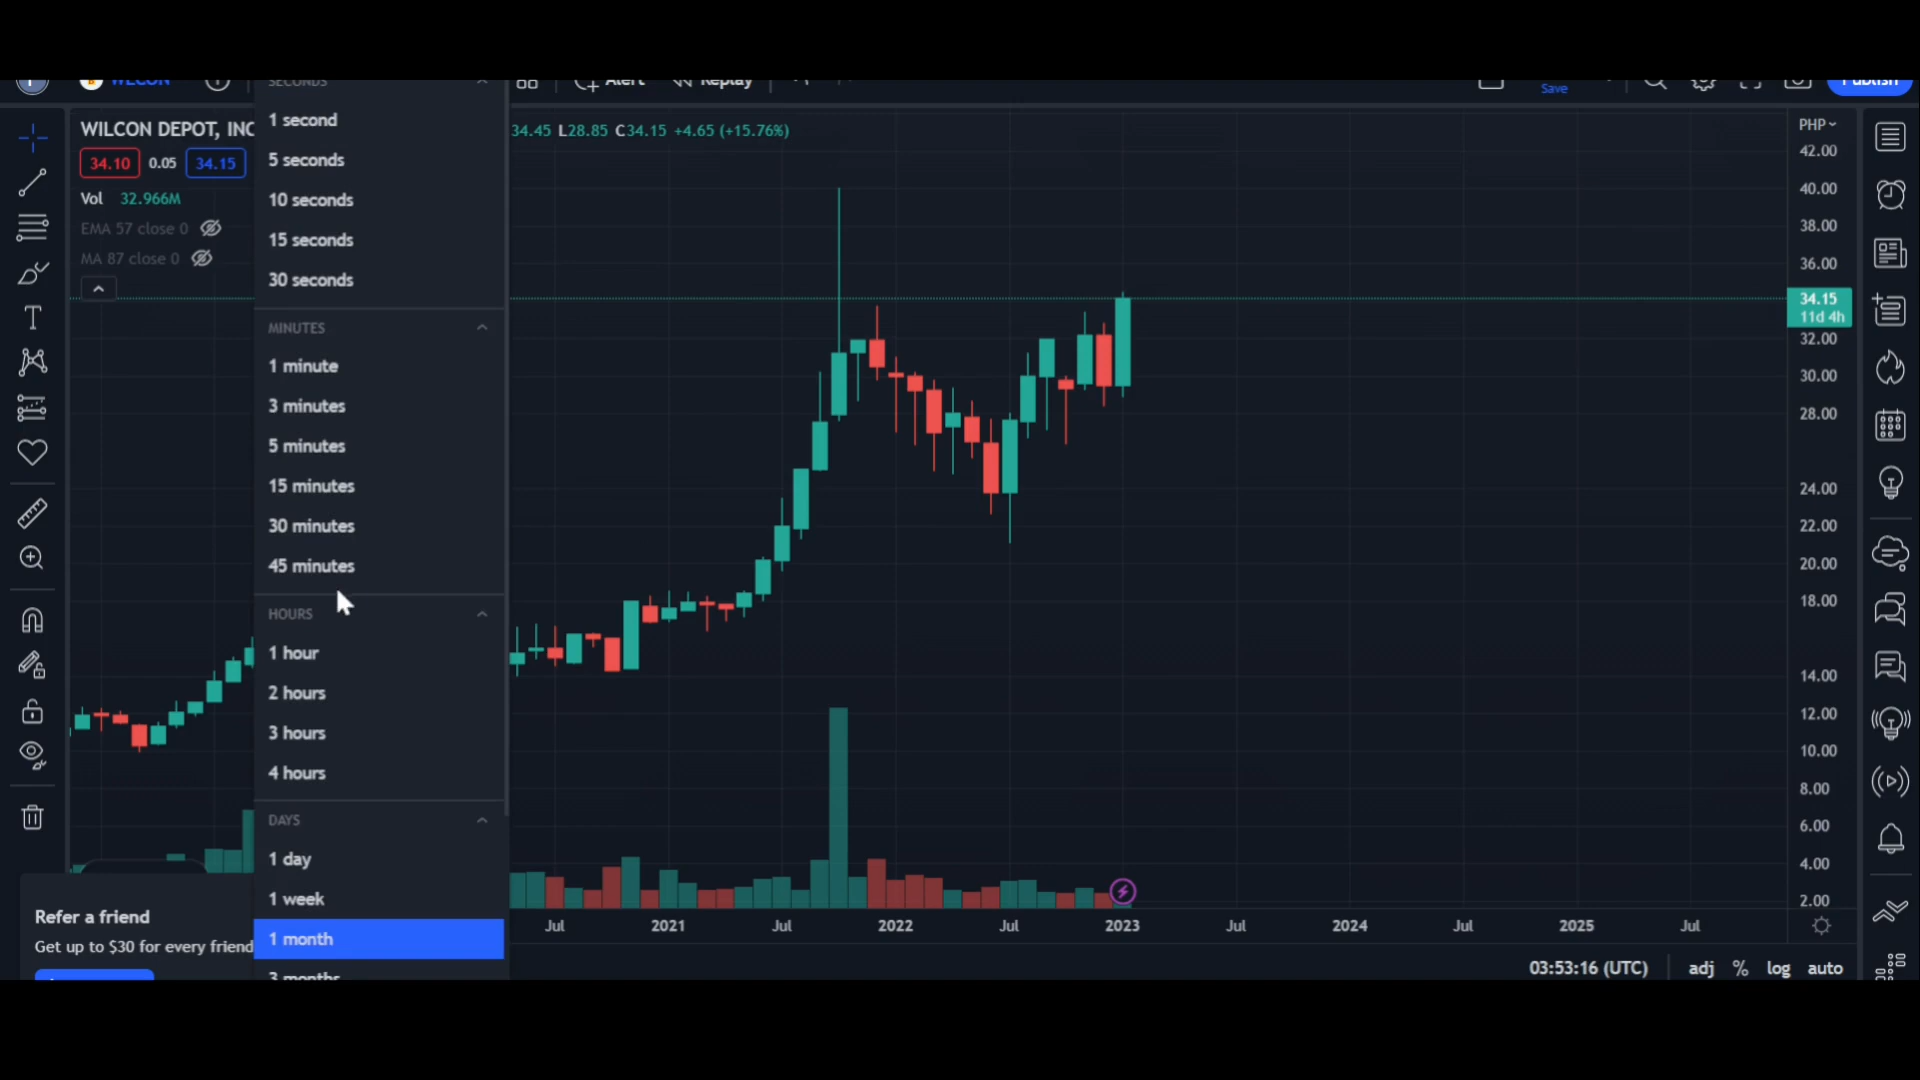 WLCON
SECONDS
Alert
Replay
Save
Publish
WILCON DEPOT, INC
34.45 L28.85 C34.15 +4.65 (+15.76%)
34.10 0.05 34.15
Vol 32.966M
EMA 57 close 0
MA 87 close 0
1 second
5 seconds
10 seconds
15 seconds
30 seconds
MINUTES
1 minute
3 minutes
5 minutes
15 minutes
30 minutes
45 minutes
HOURS
1 hour
2 hours
3 hours
4 hours
DAYS
1 day
1 week
1 month
3 months
Refer a friend
Get up to $30 for every friend
PHP
42.00
40.00
38.00
36.00
34.15
11d 4h
32.00
30.00
28.00
24.00
22.00
20.00
18.00
14.00
12.00
10.00
8.00
6.00
4.00
2.00
Jul 2021 Jul 2022 Jul 2023 Jul 2024 Jul 2025 Jul
03:53:16 (UTC) adj % log auto